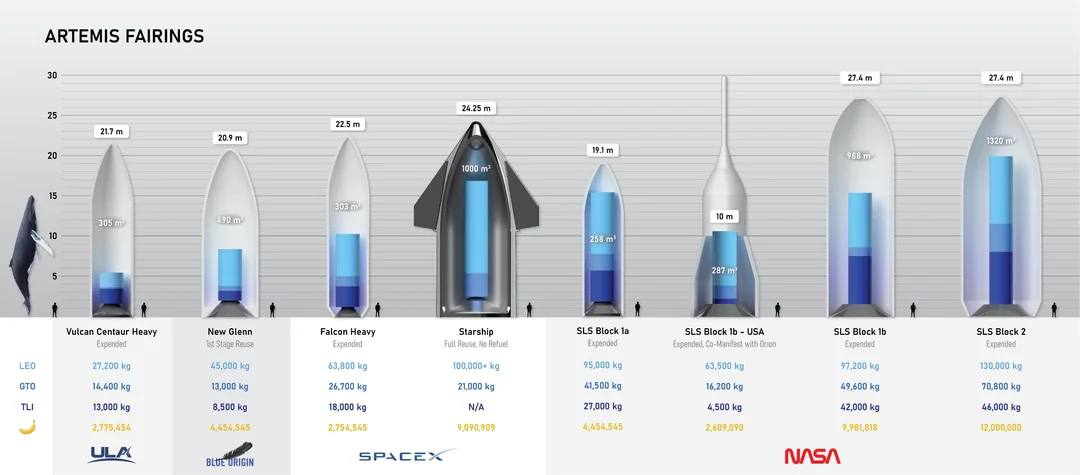 ARTEMIS FAIRINGS
30
25
20
15
10
5
21.7 m
20.9 m
22.5 m
24.25 m
19.1 m
10 m
27.4 m
27.4 m
305 m³
490 m³
303 m³
1000 m³
258 m³
287 m³
988 m³
1320 m³
Vulcan Centaur Heavy New Glenn Falcon Heavy Starship SLS Block 1a SLS Block 1b - USA SLS Block 1b SLS Block 2
Expended 1st Stage Reuse Expended Full Reuse, No Refuel Expended Expended, Co-Manifest with Orion Expended Expended
LEO 27,200 kg 45,000 kg 63,800 kg 100,000+ kg 95,000 kg 63,500 kg 97,200 kg 130,000 kg
GTO 14,400 kg 13,000 kg 26,700 kg 21,000 kg 41,500 kg 16,200 kg 49,600 kg 70,800 kg
TLI 13,000 kg 8,500 kg 18,000 kg N/A 27,000 kg 4,500 kg 42,000 kg 46,000 kg
2,775,454 4,454,545 2,754,545 9,090,909 4,454,545 2,609,090 9,981,818 12,000,000
ULA BLUE ORIGIN SPACEX NASA